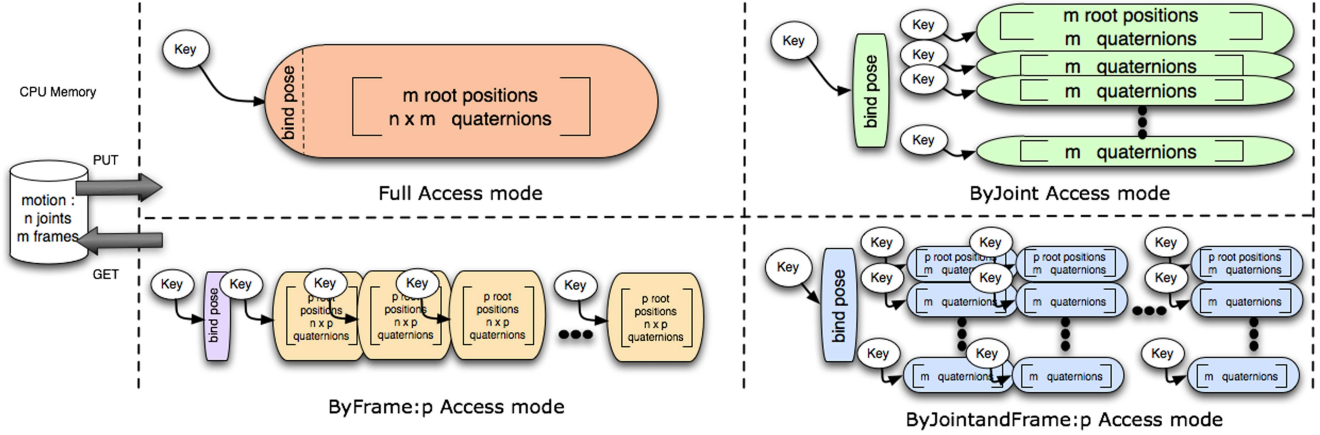 CPU Memory
PUT
motion :
n joints
m frames
GET
Key
bind pose
m root positions
n x m quaternions
Full Access mode
Key
bind pose
Key
m root positions
m quaternions
Key
m quaternions
Key
m quaternions
Key
m quaternions
ByJoint Access mode
Key
bind pose
Key
p root
positions
n x p
quaternions
Key
p root
positions
n x p
quaternions
Key
p root
positions
n x p
quaternions
Key
p root
positions
n x p
quaternions
ByFrame:p Access mode
Key
bind pose
Key
p root positions
m quaternions
Key
p root positions
m quaternions
Key
p root positions
m quaternions
Key
m quaternions
Key
m quaternions
Key
m quaternions
Key
m quaternions
Key
m quaternions
Key
m quaternions
ByJointandFrame:p Access mode